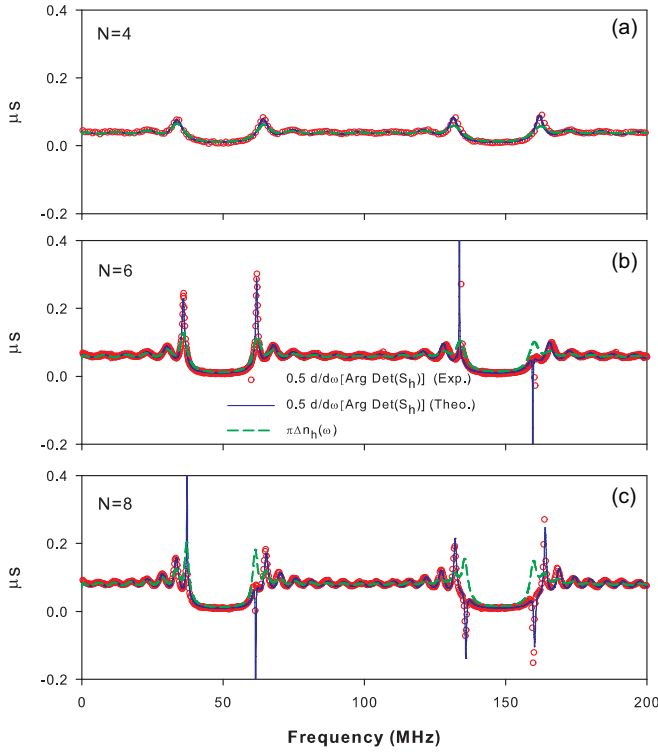 (a)
N=4
0.4
0.2
0.0
-0.2
μs
(b)
N=6
0.4
0.2
0.0
-0.2
μs
0.5 d/dω[Arg Det(Sh)] (Exp.)
0.5 d/dω[Arg Det(Sh)] (Theo.)
πΔnh(ω)
(c)
N=8
0.4
0.2
0.0
-0.2
μs
0 50 100 150 200
Frequency (MHz)